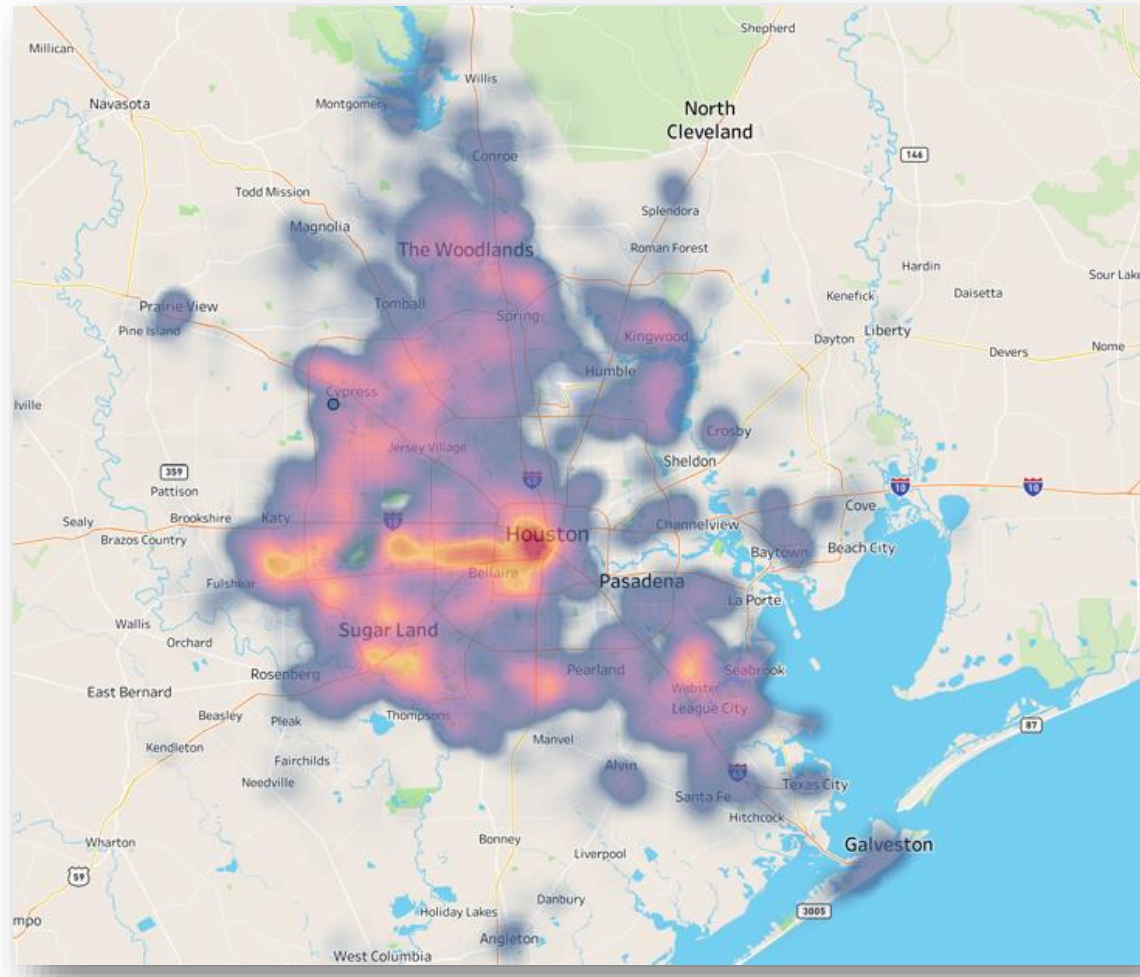 Shepherd
Millican
Willis
Navasota
Montgomery
North
Cleveland
146
Conroe
Todd Mission
Splendora
Magnolia
The Woodlands
Roman Forest
Hardin
Sour Lake
Prairie View
Tomball
Kenefick
Daisetta
Spring
Pine Island
Kingwood
Liberty
Dayton
Nome
Devers
Humble
Cypress
lville
Crosby
Jersey Village
Sheldon
359
10
10
Pattison
Cove
Sealy
Brookshire
Katy
Channelview
Houston
Brazos Country
Baytown
Beach City
Bellaire
Fulshear
Pasadena
La Porte
Wallis
Sugar Land
Orchard
Rosenberg
Pearland
Seabrook
East Bernard
Webster
League City
Beasley
Pleak
Thompsons
87
Kendleton
Manvel
Fairchilds
Alvin
Needville
Texas City
Santa Fe
Hitchcock
Wharton
Bonney
Galveston
Liverpool
59
Danbury
3005
Holiday Lakes
mpo
Angleton
West Columbia